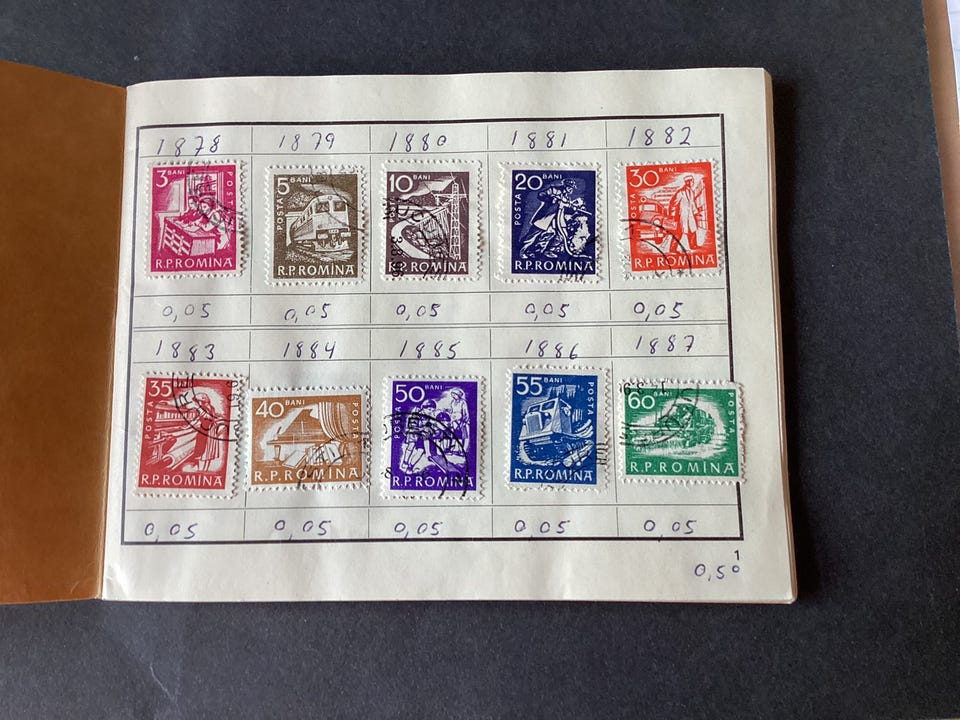 1878 1879 1880 1881 1882
3 BANI POSTA R.P.ROMINA
5 BANI POSTA R.P.ROMINA
10 BANI R.P.ROMINA
20 BANI POSTA R.P.ROMINA
30 BANI POSTA R.P.ROMINA
0,05 0,05 0,05 0,05 0,05
1883 1884 1885 1886 1887
35 BANI POSTA R.P.ROMINA
40 BANI POSTA R.P.ROMINA
50 BANI POSTA R.P.ROMINA
55 BANI POSTA R.P.ROMINA
60 BANI POSTA R.P.ROMINA
0,05 0,05 0,05 0,05 0,05
1
0,50